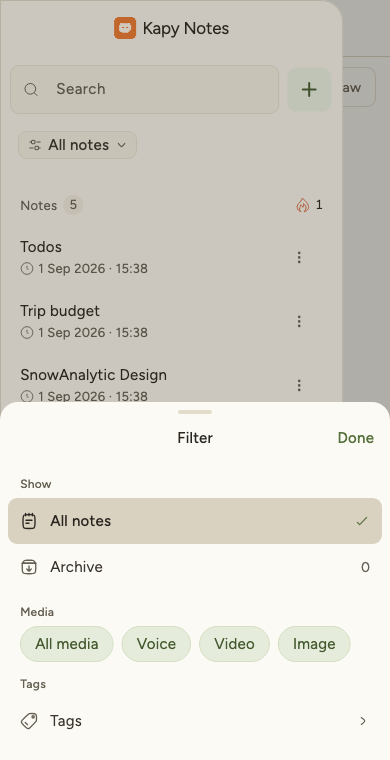 Kapy Notes
Search
aw
All notes
Notes 5
1
Todos
1 Sep 2026 · 15:38
Trip budget
1 Sep 2026 · 15:38
SnowAnalytic Design
1 Sep 2026 · 15:38
Filter
Done
Show
All notes
Archive
0
Media
All media
Voice
Video
Image
Tags
Tags